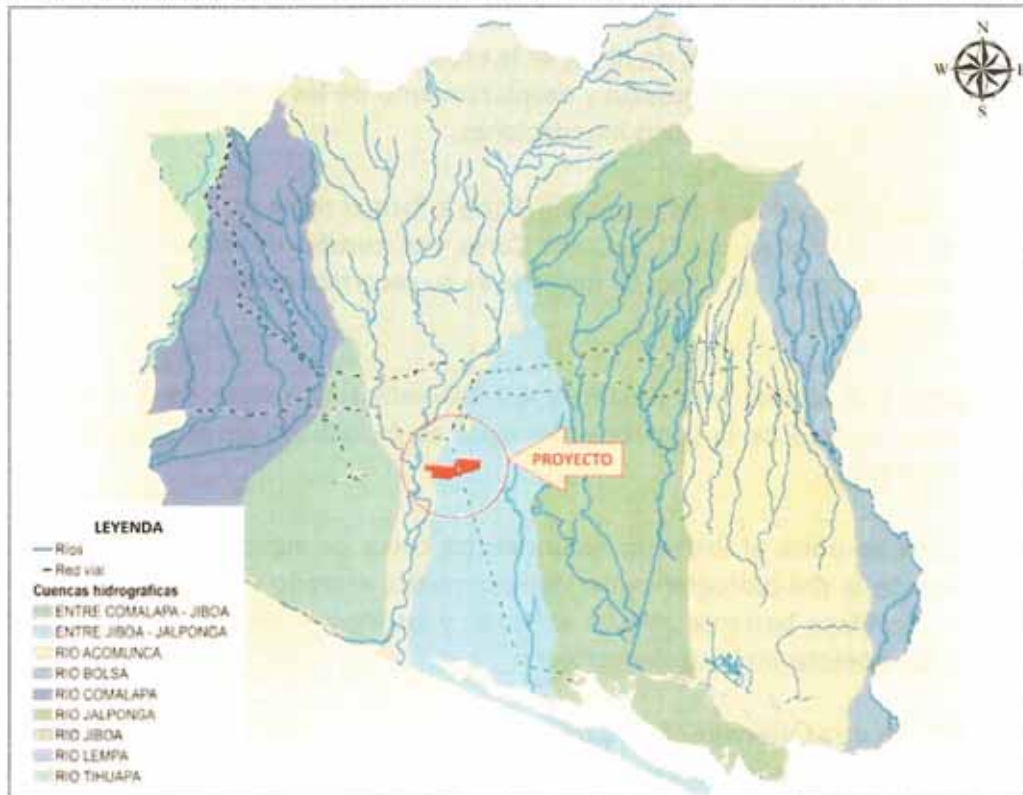 N
W E
S
PROYECTO
LEYENDA
Ríos
Red vial
Cuencas hidrográficas
ENTRE COMALAPA - JIBOA
ENTRE JIBOA - JALPONGA
RIO ACOMUNCA
RIO BOLSA
RIO COMALAPA
RIO JALPONGA
RIO JIBOA
RIO LEMPA
RIO TIHUAPA